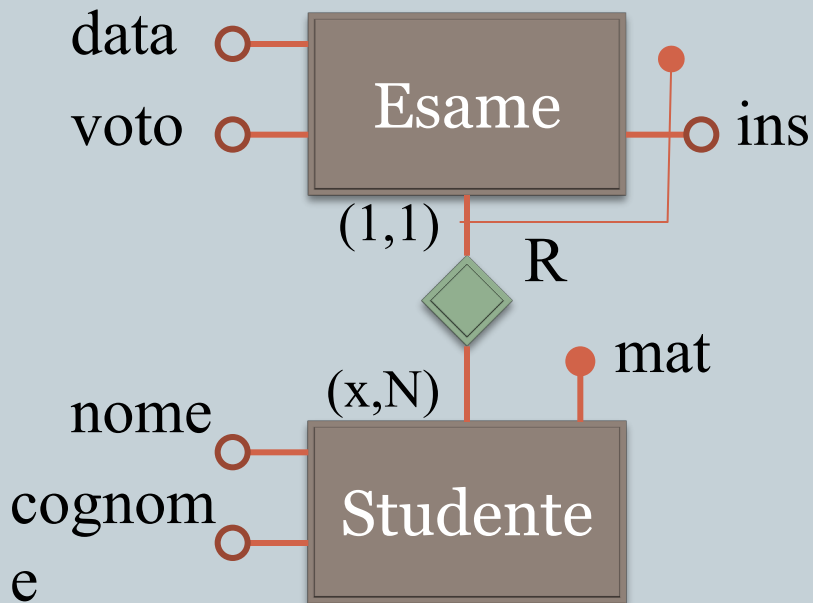 data
Esame
voto
ins
(1,1)
R
mat
(x,N)
nome
cognom
e
Studente